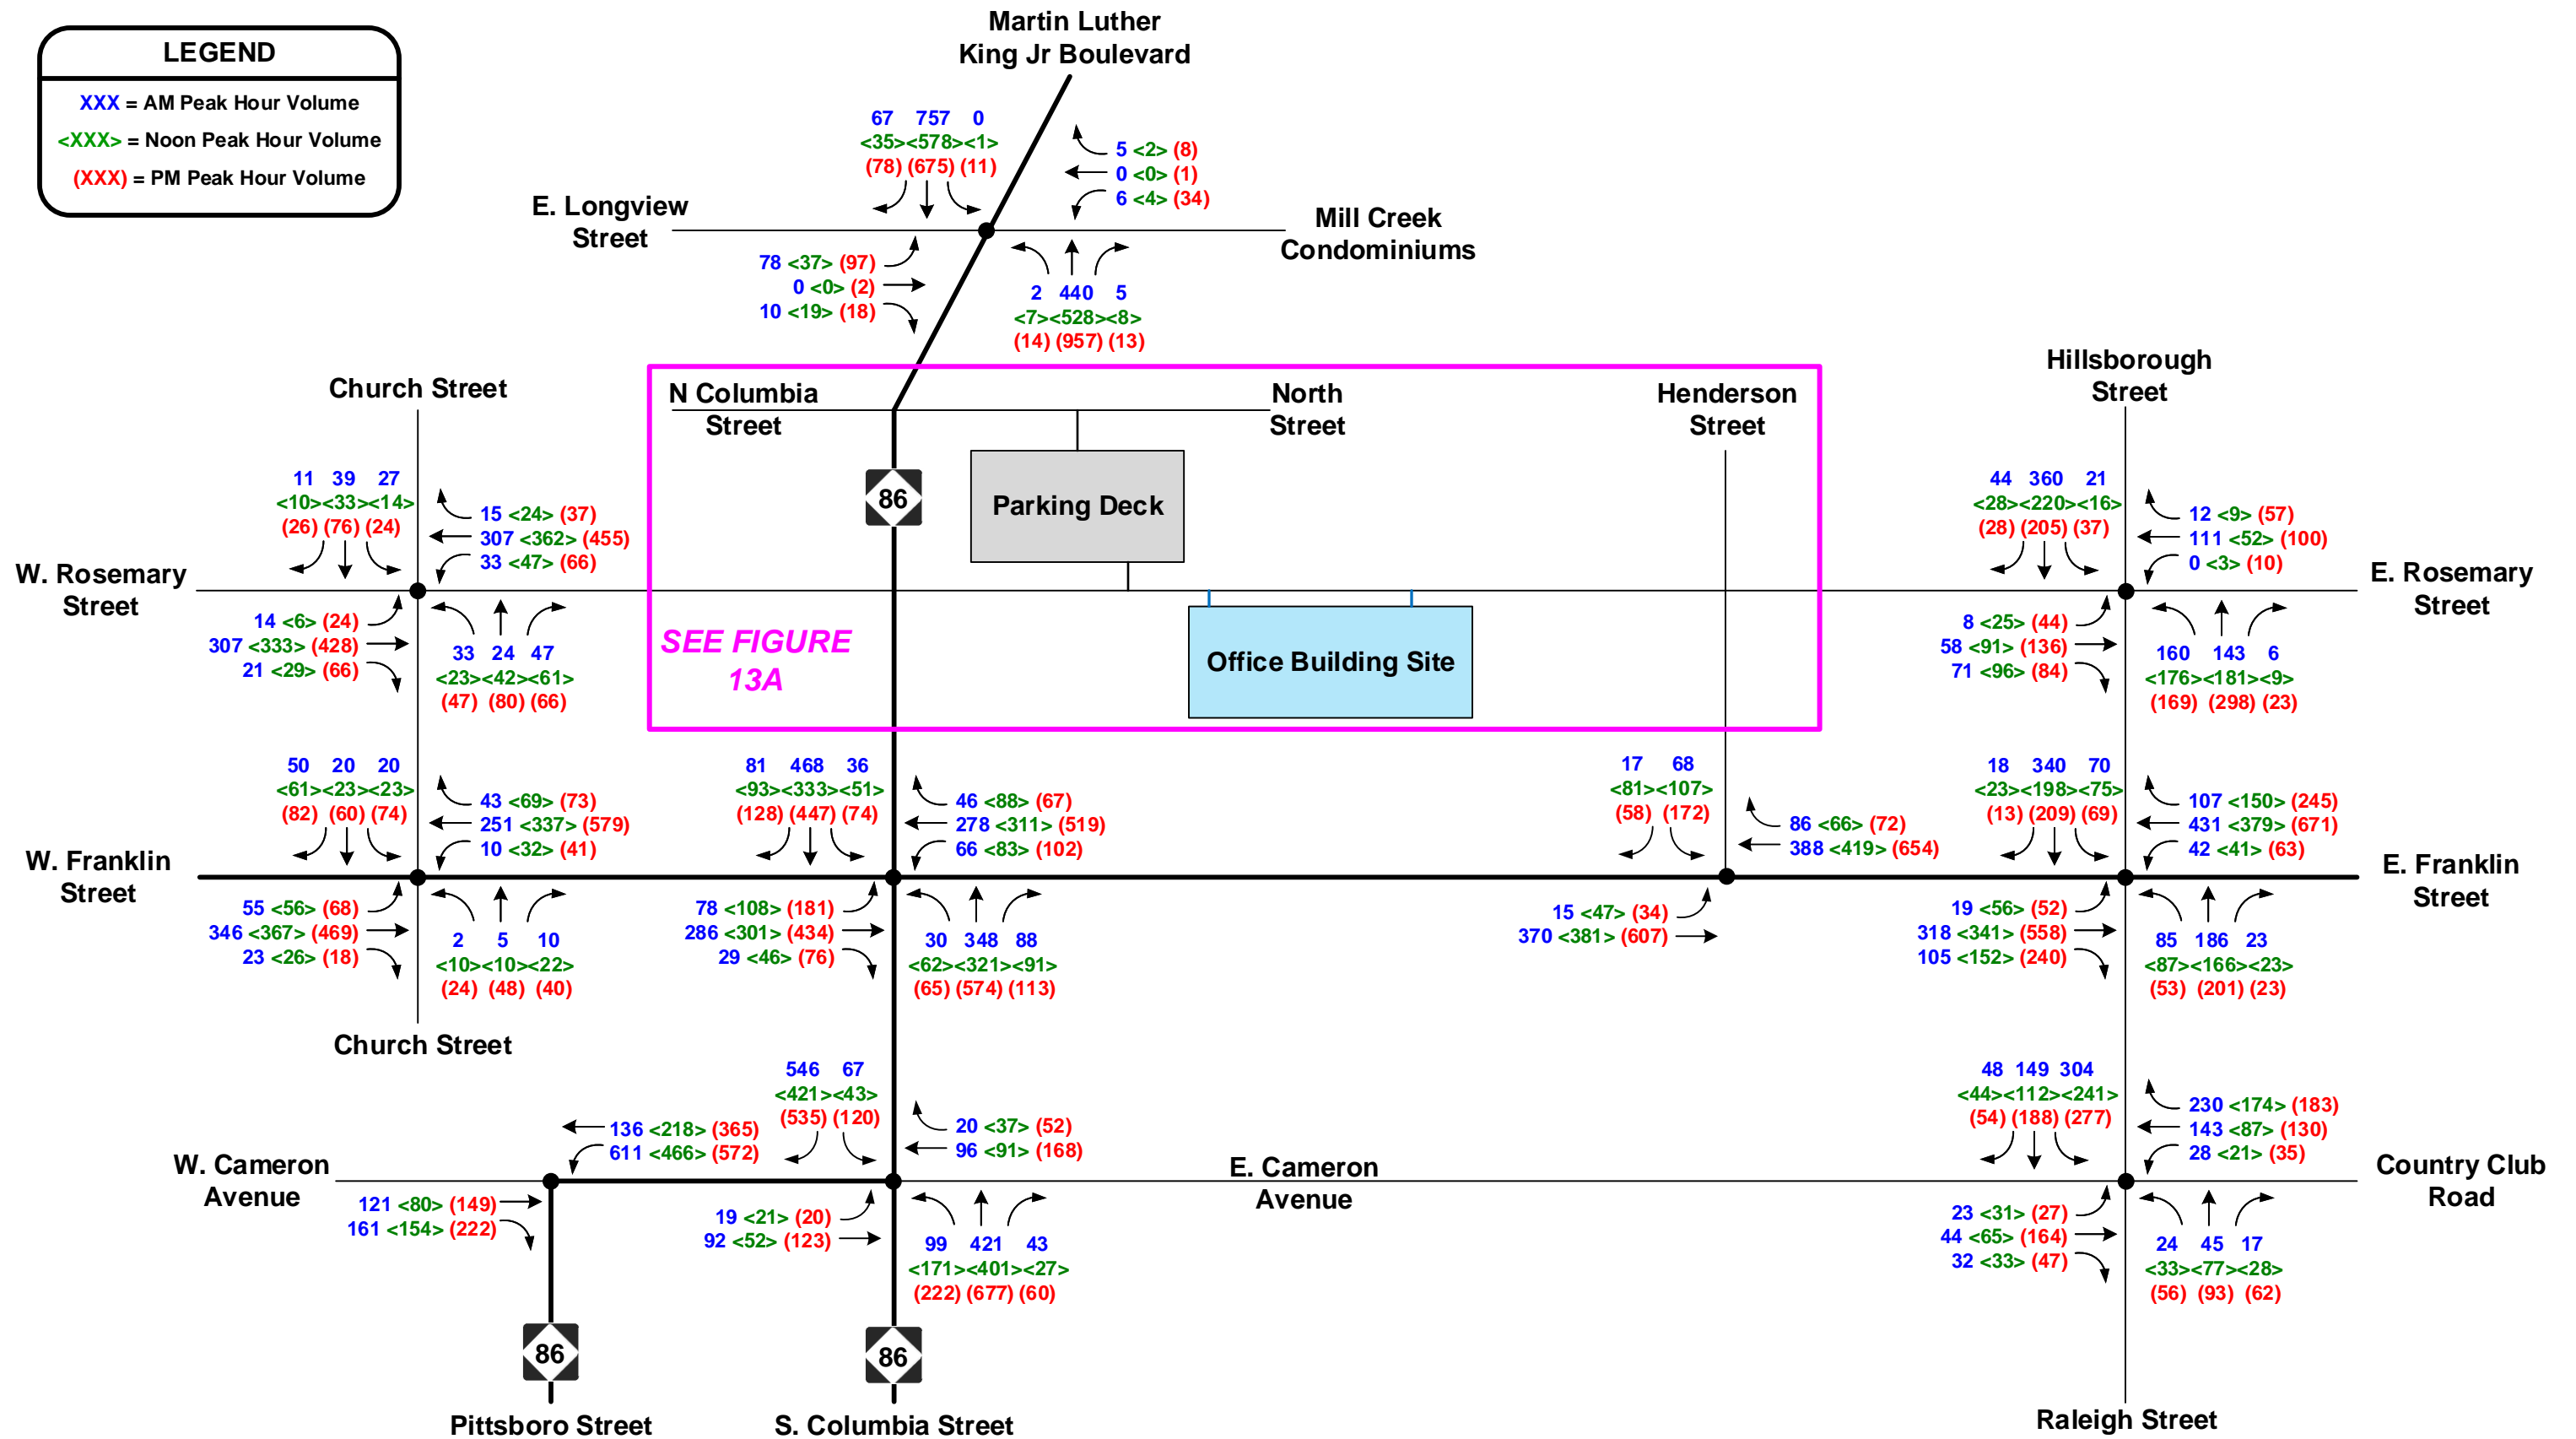 Martin Luther
King Jr Boulevard
LEGEND
XXX = AM Peak Hour Volume
<XXX> = Noon Peak Hour Volume
(XXX) = PM Peak Hour Volume
67 757 0
<35><578><1>
(78) (675) (11)
5 <2> (8)
0 <0> (1)
6 <4> (34)
E. Longview
Street
Mill Creek
Condominiums
78 <37> (97)
0 <0> (2)
10 <19> (18)
2 440 5
<7><528><8>
(14) (957) (13)
Church Street
N Columbia
Street
North
Street
Henderson
Street
Hillsborough
Street
86
Parking Deck
11 39 27
<10><33><14>
(26) (76) (24)
15 <24> (37)
307 <362> (455)
33 <47> (66)
44 360 21
<28><220><16>
(28) (205) (37)
12 <9> (57)
111 <52> (100)
0 <3> (10)
W. Rosemary
Street
E. Rosemary
Street
14 <6> (24)
307 <333> (428)
21 <29> (66)
33 24 47
<23><42><61>
(47) (80) (66)
SEE FIGURE
13A
Office Building Site
8 <25> (44)
58 <91> (136)
71 <96> (84)
160 143 6
<176><181><9>
(169) (298) (23)
50 20 20
<61><23><23>
(82) (60) (74)
43 <69> (73)
251 <337> (579)
10 <32> (41)
81 468 36
<93><333><51>
(128) (447) (74)
46 <88> (67)
278 <311> (519)
66 <83> (102)
17 68
<81><107>
(58) (172)
86 <66> (72)
388 <419> (654)
18 340 70
<23><198><75>
(13) (209) (69)
107 <150> (245)
431 <379> (671)
42 <41> (63)
W. Franklin
Street
E. Franklin
Street
55 <56> (68)
346 <367> (469)
23 <26> (18)
2 5 10
<10><10><22>
(24) (48) (40)
78 <108> (181)
286 <301> (434)
29 <46> (76)
30 348 88
<62><321><91>
(65) (574) (113)
15 <47> (34)
370 <381> (607)
19 <56> (52)
318 <341> (558)
105 <152> (240)
85 186 23
<87><166><23>
(53) (201) (23)
Church Street
136 <218> (365)
611 <466> (572)
546 67
<421><43>
(535) (120)
20 <37> (52)
96 <91> (168)
48 149 304
<44><112><241>
(54) (188) (277)
230 <174> (183)
143 <87> (130)
28 <21> (35)
W. Cameron
Avenue
E. Cameron
Avenue
Country Club
Road
121 <80> (149)
161 <154> (222)
19 <21> (20)
92 <52> (123)
99 421 43
<171><401><27>
(222) (677) (60)
23 <31> (27)
44 <65> (164)
32 <33> (47)
24 45 17
<33><77><28>
(56) (93) (62)
86
86
Pittsboro Street
S. Columbia Street
Raleigh Street